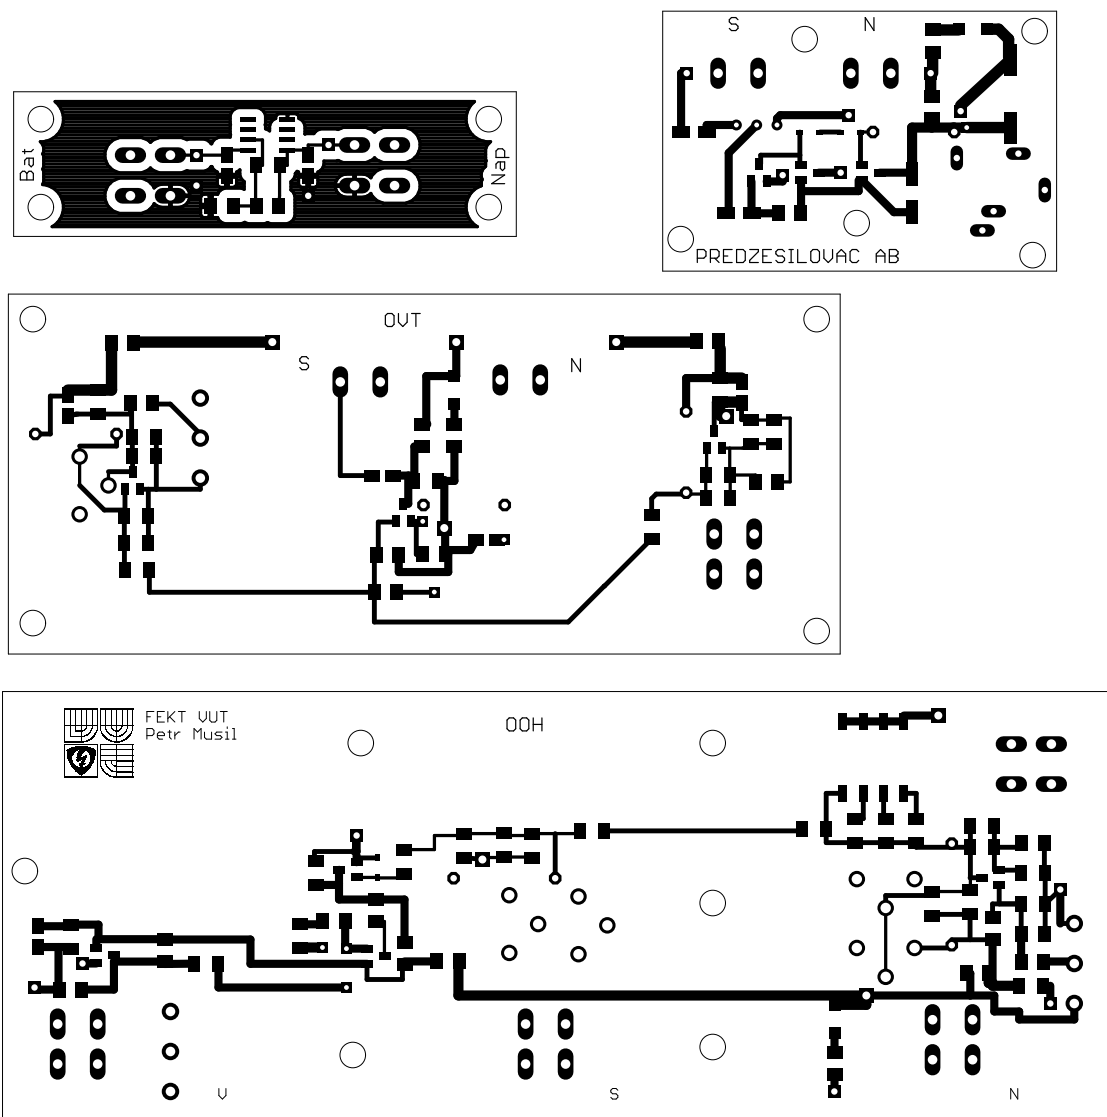 Bat
Nap
S N
PREDZESILOVAC AB
OVT
S
N
FEKT VUT
Petr Musil
OOH
V S N